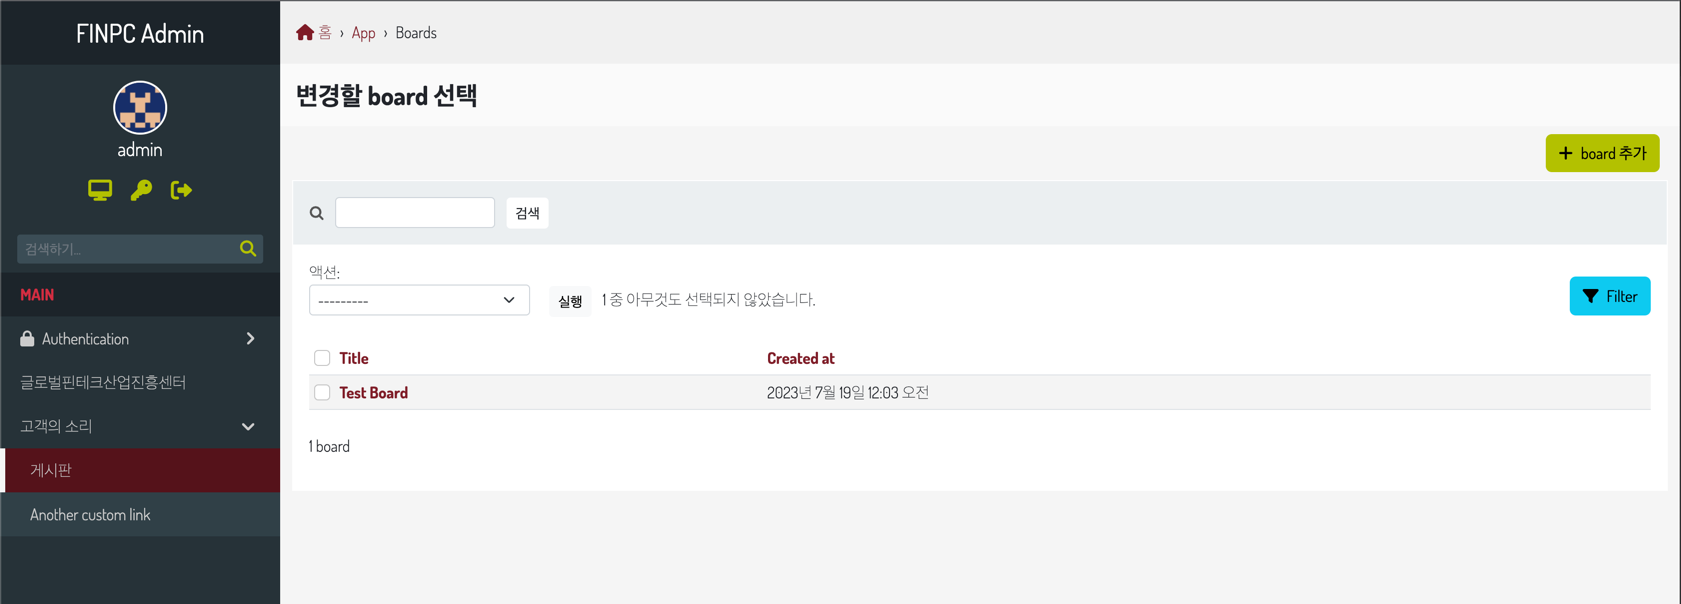 FINPC Admin
admin
검색하기...
MAIN
Authentication
글로벌핀테크산업진흥센터
고객의 소리
게시판
Another custom link
홈 › App › Boards
변경할 board 선택
+ board 추가
검색
액션:
---------
실행
1 중 아무것도 선택되지 않았습니다.
Filter
Title Created at
Test Board 2023년 7월 19일 12:03 오전
1 board